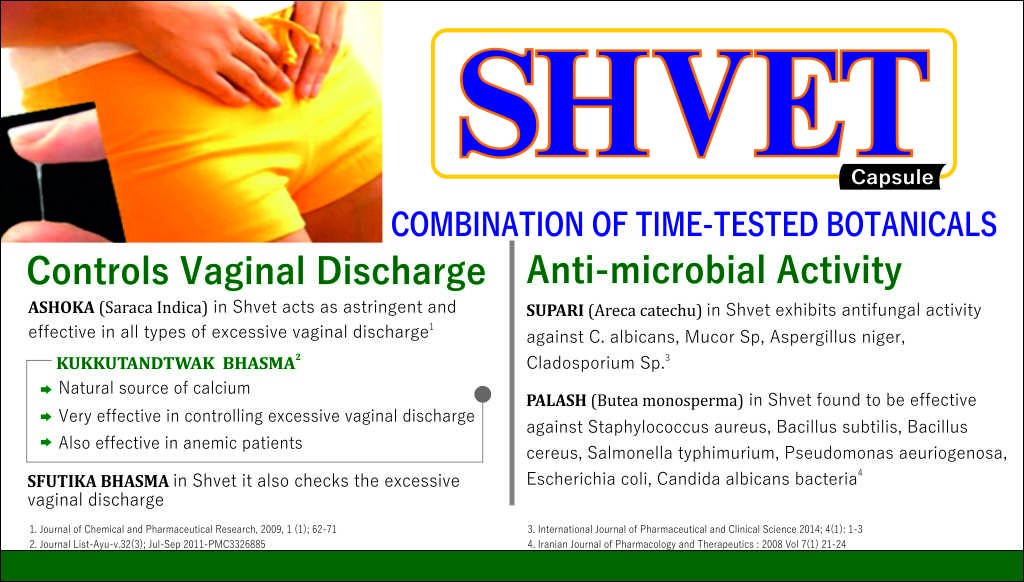 SHVET
Capsule
COMBINATION OF TIME-TESTED BOTANICALS
Controls Vaginal Discharge
ASHOKA (Saraca Indica) in Shvet acts as astringent and
effective in all types of excessive vaginal discharge1
KUKKUTANDTWAK BHASMA2
Natural source of calcium
Very effective in controlling excessive vaginal discharge
Also effective in anemic patients
SFUTIKA BHASMA in Shvet it also checks the excessive
vaginal discharge
1. Journal of Chemical and Pharmaceutical Research, 2009, 1 (1); 62-71
2. Journal List-Ayu-v.32(3); Jul-Sep 2011-PMC3326885
Anti-microbial Activity
SUPARI (Areca catechu) in Shvet exhibits antifungal activity
against C. albicans, Mucor Sp, Aspergillus niger,
Cladosporium Sp.3
PALASH (Butea monosperma) in Shvet found to be effective
against Staphylococcus aureus, Bacillus subtilis, Bacillus
cereus, Salmonella typhimurium, Pseudomonas aeuriogenosa,
Escherichia coli, Candida albicans bacteria4
3. International Journal of Pharmaceutical and Clinical Science 2014; 4(1): 1-3
4. Iranian Journal of Pharmacology and Therapeutics : 2008 Vol 7(1) 21-24